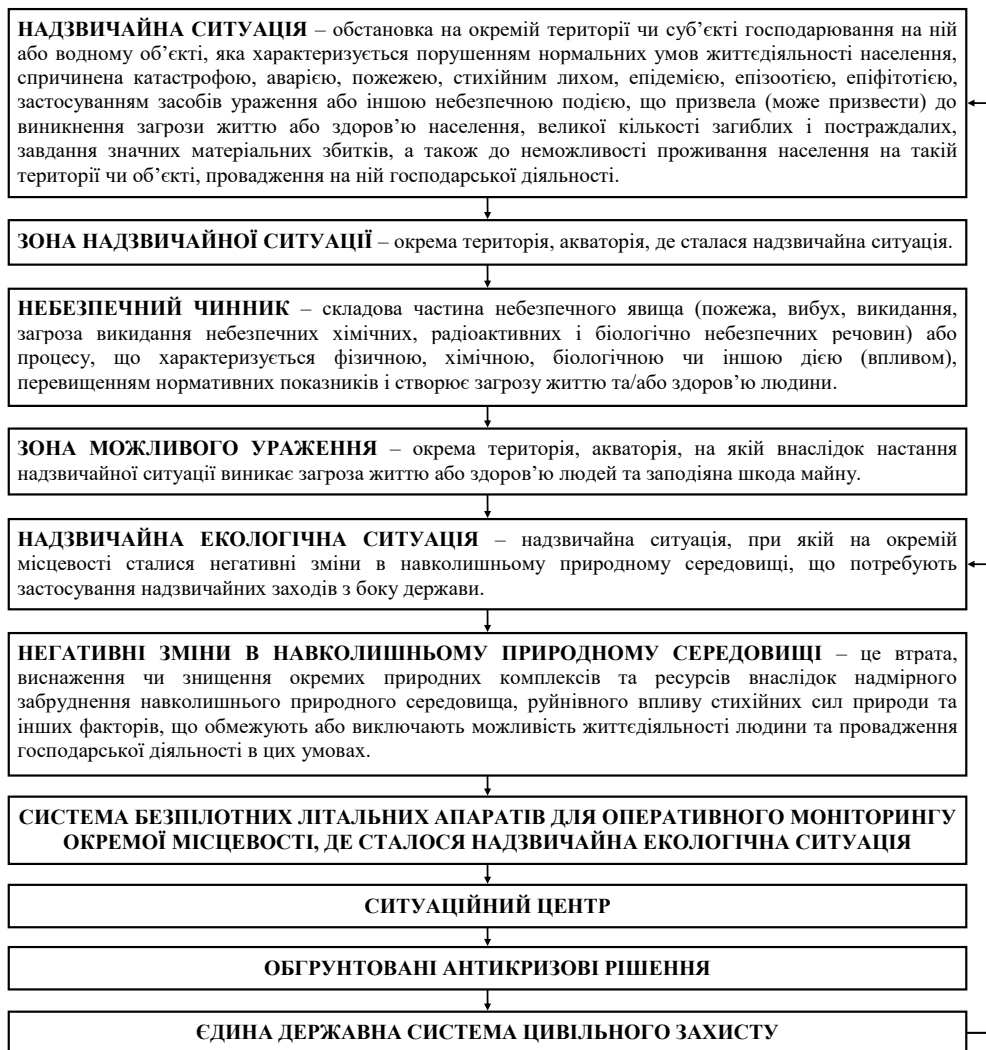 НАДЗВИЧАЙНА СИТУАЦІЯ – обстановка на окремій території чи суб’єкті господарювання на ній
або водному об’єкті, яка характеризується порушенням нормальних умов життєдіяльності населення,
спричинена катастрофою, аварією, пожежею, стихійним лихом, епідемією, епізоотією, епіфітотією,
застосуванням засобів ураження або іншою небезпечною подією, що призвела (може призвести) до
виникнення загрози життю або здоров’ю населення, великої кількості загиблих і постраждалих,
завдання значних матеріальних збитків, а також до неможливості проживання населення на такій
території чи об’єкті, провадження на ній господарської діяльності.
ЗОНА НАДЗВИЧАЙНОЇ СИТУАЦІЇ – окрема територія, акваторія, де сталася надзвичайна ситуація.
НЕБЕЗПЕЧНИЙ ЧИННИК – складова частина небезпечного явища (пожежа, вибух, викидання,
загроза викидання небезпечних хімічних, радіоактивних і біологічно небезпечних речовин) або
процесу, що характеризується фізичною, хімічною, біологічною чи іншою дією (впливом),
перевищенням нормативних показників і створює загрозу життю та/або здоров’ю людини.
ЗОНА МОЖЛИВОГО УРАЖЕННЯ – окрема територія, акваторія, на якій внаслідок настання
надзвичайної ситуації виникає загроза життю або здоров’ю людей та заподіяна шкода майну.
НАДЗВИЧАЙНА ЕКОЛОГІЧНА СИТУАЦІЯ – надзвичайна ситуація, при якій на окремій
місцевості сталися негативні зміни в навколишньому природному середовищі, що потребують
застосування надзвичайних заходів з боку держави.
НЕГАТИВНІ ЗМІНИ В НАВКОЛИШНЬОМУ ПРИРОДНОМУ СЕРЕДОВИЩІ – це втрата,
виснаження чи знищення окремих природних комплексів та ресурсів внаслідок надмірного
забруднення навколишнього природного середовища, руйнівного впливу стихійних сил природи та
інших факторів, що обмежують або виключають можливість життєдіяльності людини та провадження
господарської діяльності в цих умовах.
СИСТЕМА БЕЗПІЛОТНИХ ЛІТАЛЬНИХ АПАРАТІВ ДЛЯ ОПЕРАТИВНОГО МОНІТОРИНГУ
ОКРЕМОЇ МІСЦЕВОСТІ, ДЕ СТАЛОСЯ НАДЗВИЧАЙНА ЕКОЛОГІЧНА СИТУАЦІЯ
СИТУАЦІЙНИЙ ЦЕНТР
ОБГРУНТОВАНІ АНТИКРИЗОВІ РІШЕННЯ
ЄДИНА ДЕРЖАВНА СИСТЕМА ЦИВІЛЬНОГО ЗАХИСТУ